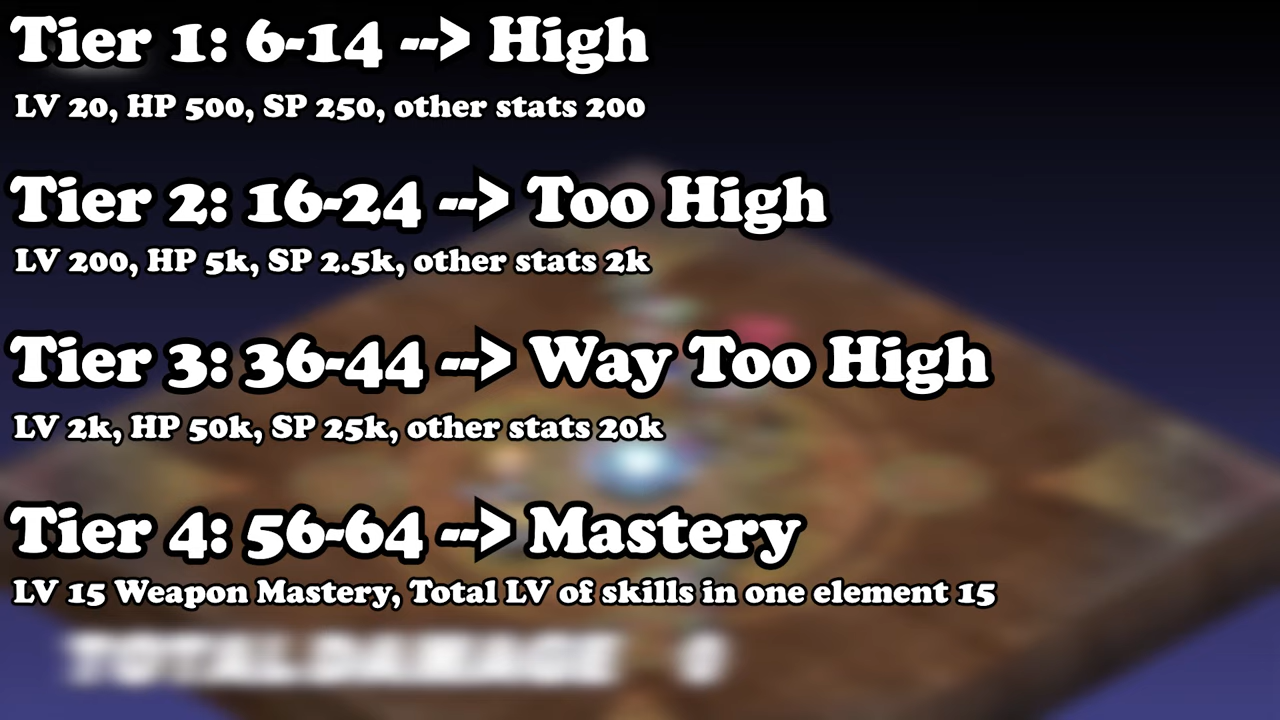 Tier 1: 6-14 --> High
LV 20, HP 500, SP 250, other stats 200
Tier 2: 16-24 --> Too High
LV 200, HP 5k, SP 2.5k, other stats 2k
Tier 3: 36-44 --> Way Too High
LV 2k, HP 50k, SP 25k, other stats 20k
Tier 4: 56-64 --> Mastery
LV 15 Weapon Mastery, Total LV of skills in one element 15
TOTAL DAMAGE 0